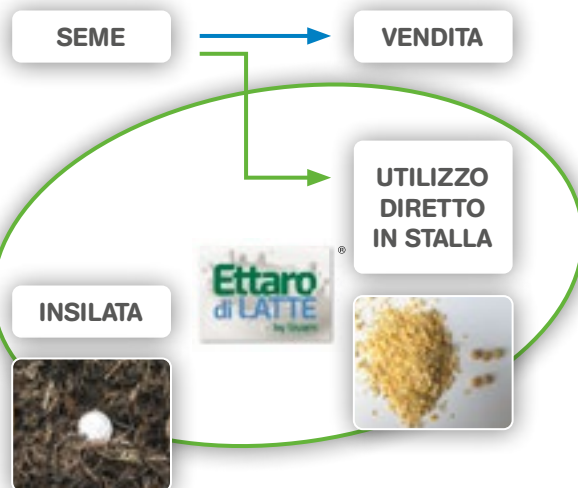 SEME
VENDITA
UTILIZZO
DIRETTO
IN STALLA
Ettaro
®
di LATTE
INSILATA